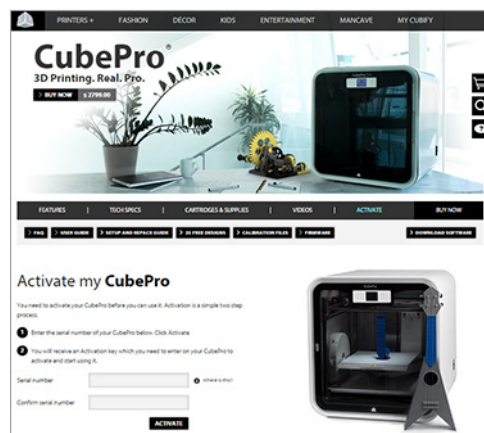 PRINTERS + FASHION DÉCOR KIDS ENTERTAINMENT MANCAVE MY CUBIFY
CubePro®
3D Printing. Real. Pro.
> BUY NOW $ 2799.00
FEATURES | TECH SPECS | CARTRIDGES & SUPPLIES | VIDEOS | ACTIVATE BUY NOW
> FAQ > USER GUIDE > SETUP AND REPACK GUIDE > 25 FREE DESIGNS > CALIBRATION FILES > FIRMWARE > DOWNLOAD SOFTWARE
Activate my CubePro
You need to activate your CubePro before you can use it. Activation is a simple two step
process.
1 Enter the serial number of your CubePro below. Click Activate
2 You will receive an Activation key which you need to enter on your CubePro to
activate and start using it.
Serial number Where is this?
Confirm serial number
ACTIVATE